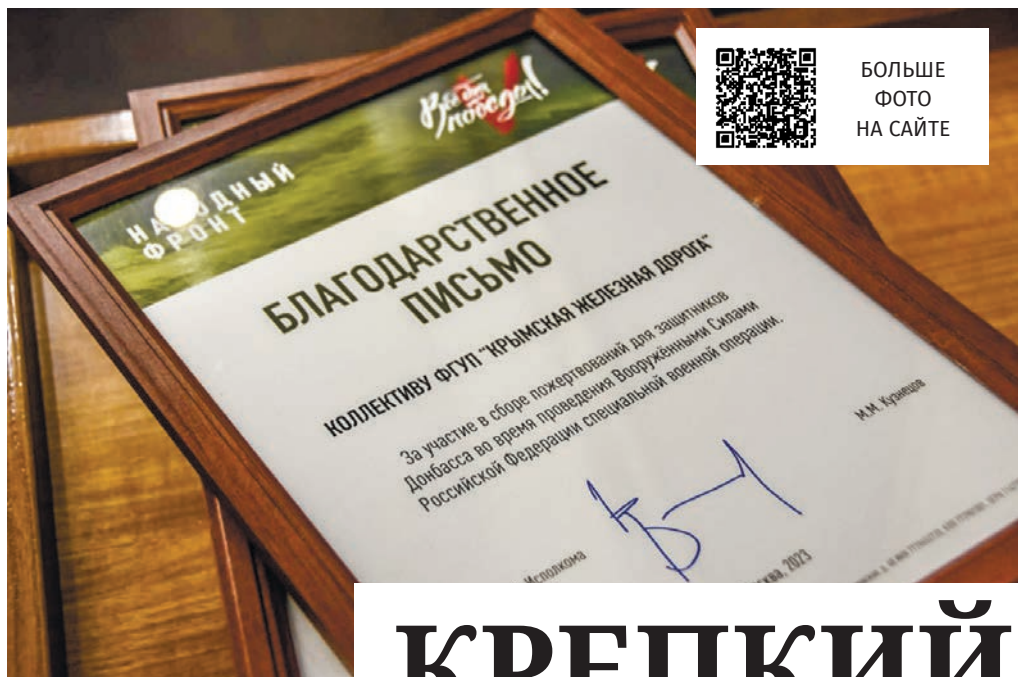 БОЛЬШЕ
ФОТО
НА САЙТЕ
Всё для
победы!
НАРОДНЫЙ
ФРОНТ
БЛАГОДАРСТВЕННОЕ
ПИСЬМО
КОЛЛЕКТИВУ ФГУП "КРЫМСКАЯ ЖЕЛЕЗНАЯ ДОРОГА"
За участие в сборе пожертвований для защитников
Донбасса во время проведения Вооружёнными Силами
Российской Федерации специальной военной операции.
М.М. Кузнецов
Исполкома
2023
КРЕПКИЙ